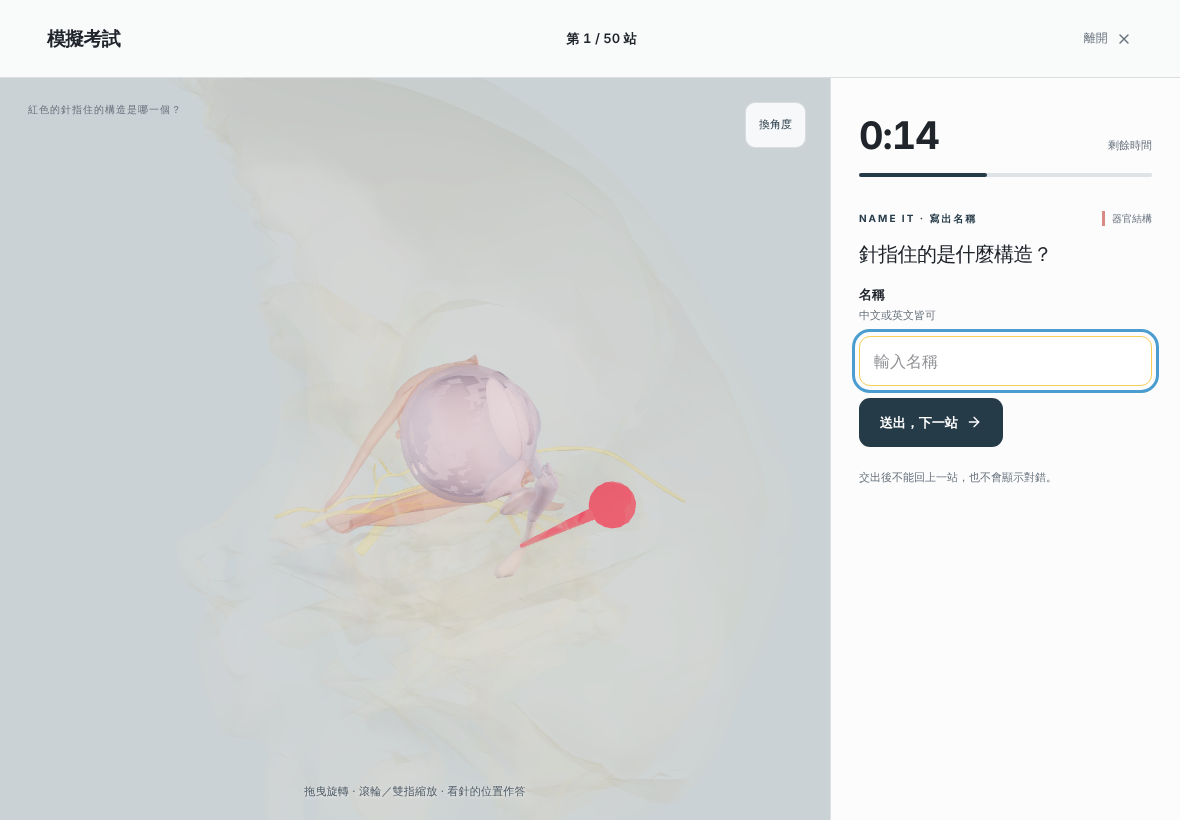 模擬考試
第 1 / 50 站
離開
紅色的針指住的構造是哪一個？
換角度
0:14
剩餘時間
NAME IT · 寫出名稱
器官結構
針指住的是什麼構造？
名稱
中文或英文皆可
輸入名稱
送出，下一站
交出後不能回上一站，也不會顯示對錯。
拖曳旋轉 · 滾輪／雙指縮放 · 看針的位置作答